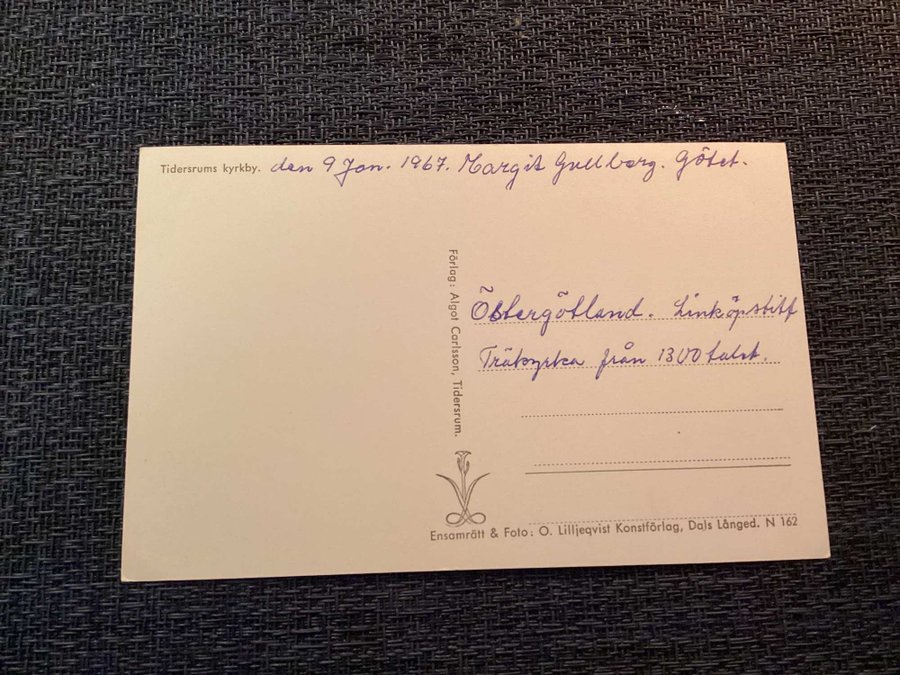 Tidersrums kyrkby. den 9 Jan. 1967. Margit Gullberg. Götet.
Förlag: Algot Carlsson, Tidersrum.
Östergötland. Linköpstift
Träkyrka från 1300 talet.
Ensamrätt & Foto: O. Lilljeqvist Konstförlag, Dals Långed. N 162